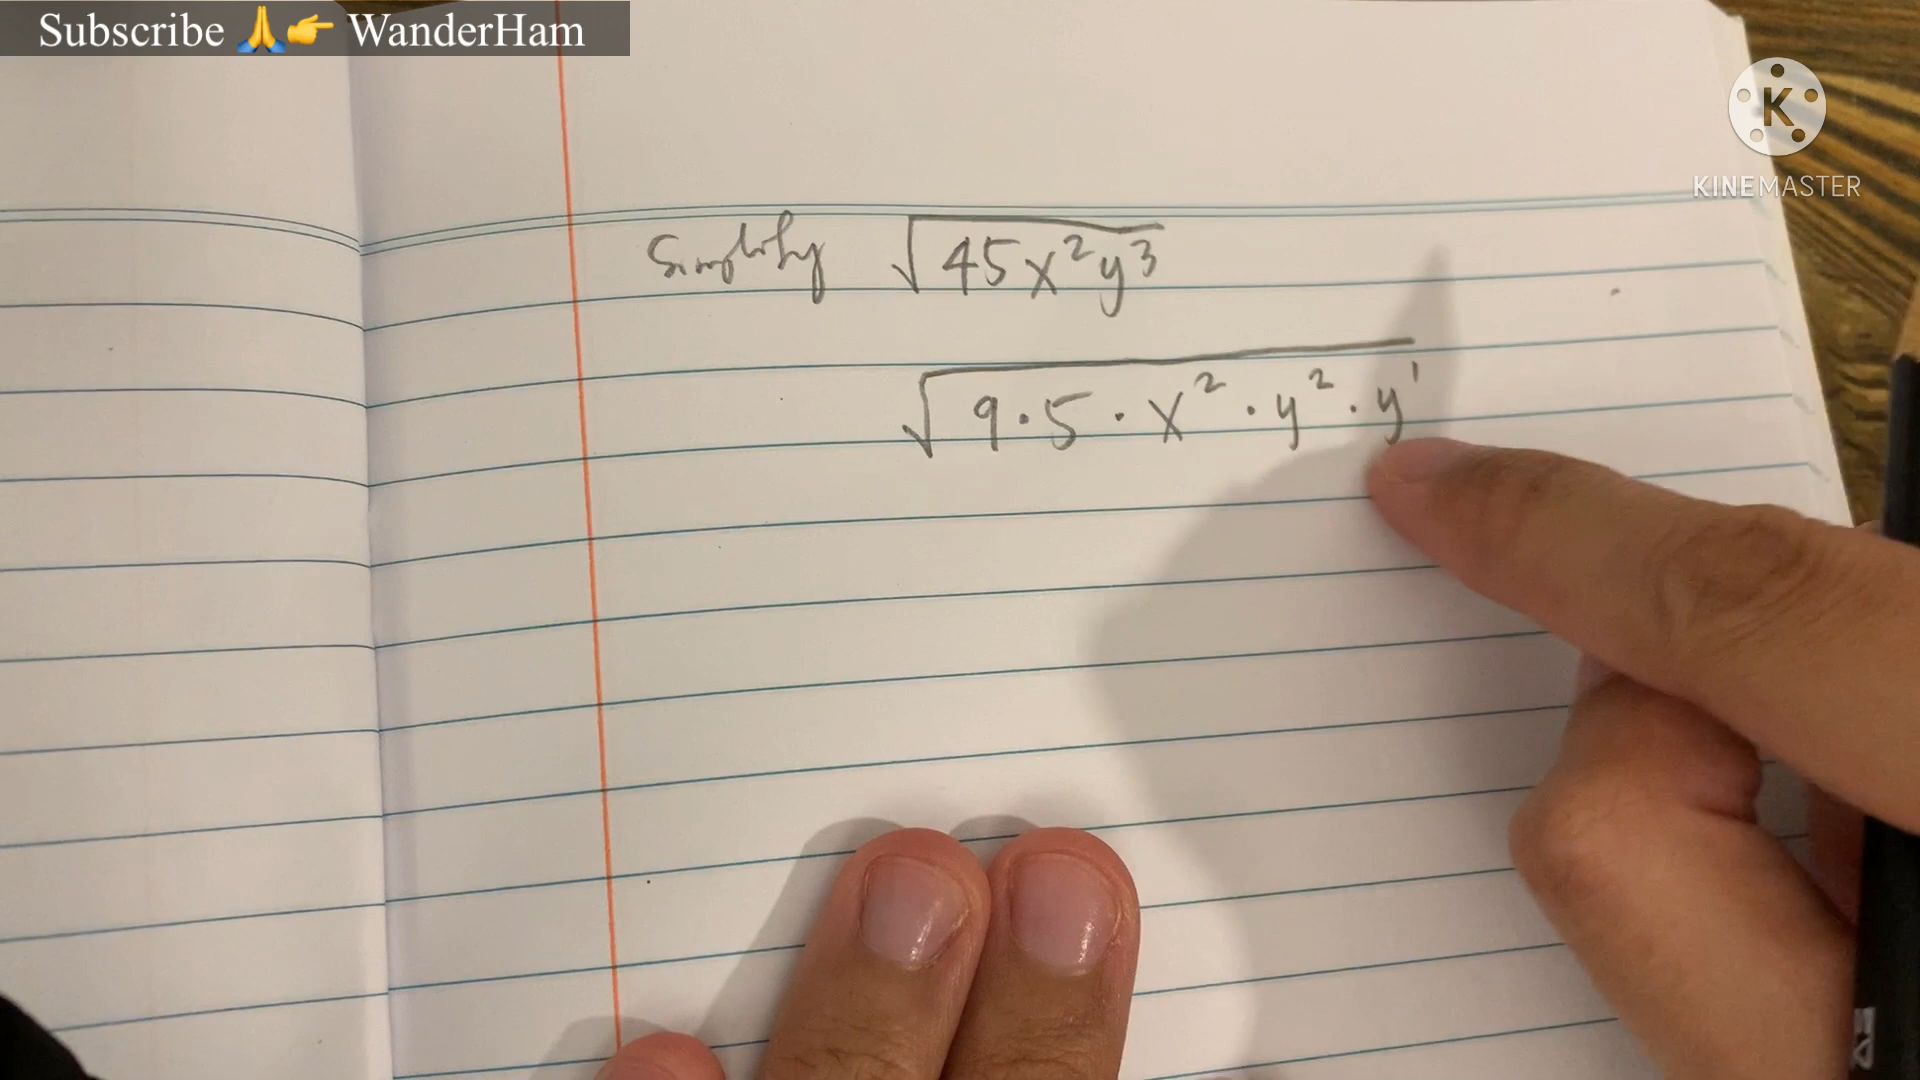 Subscribe 🙏👉 WanderHam
KINEMASTER
Simplify √45x²y³
√9·5·x²·y²·y¹